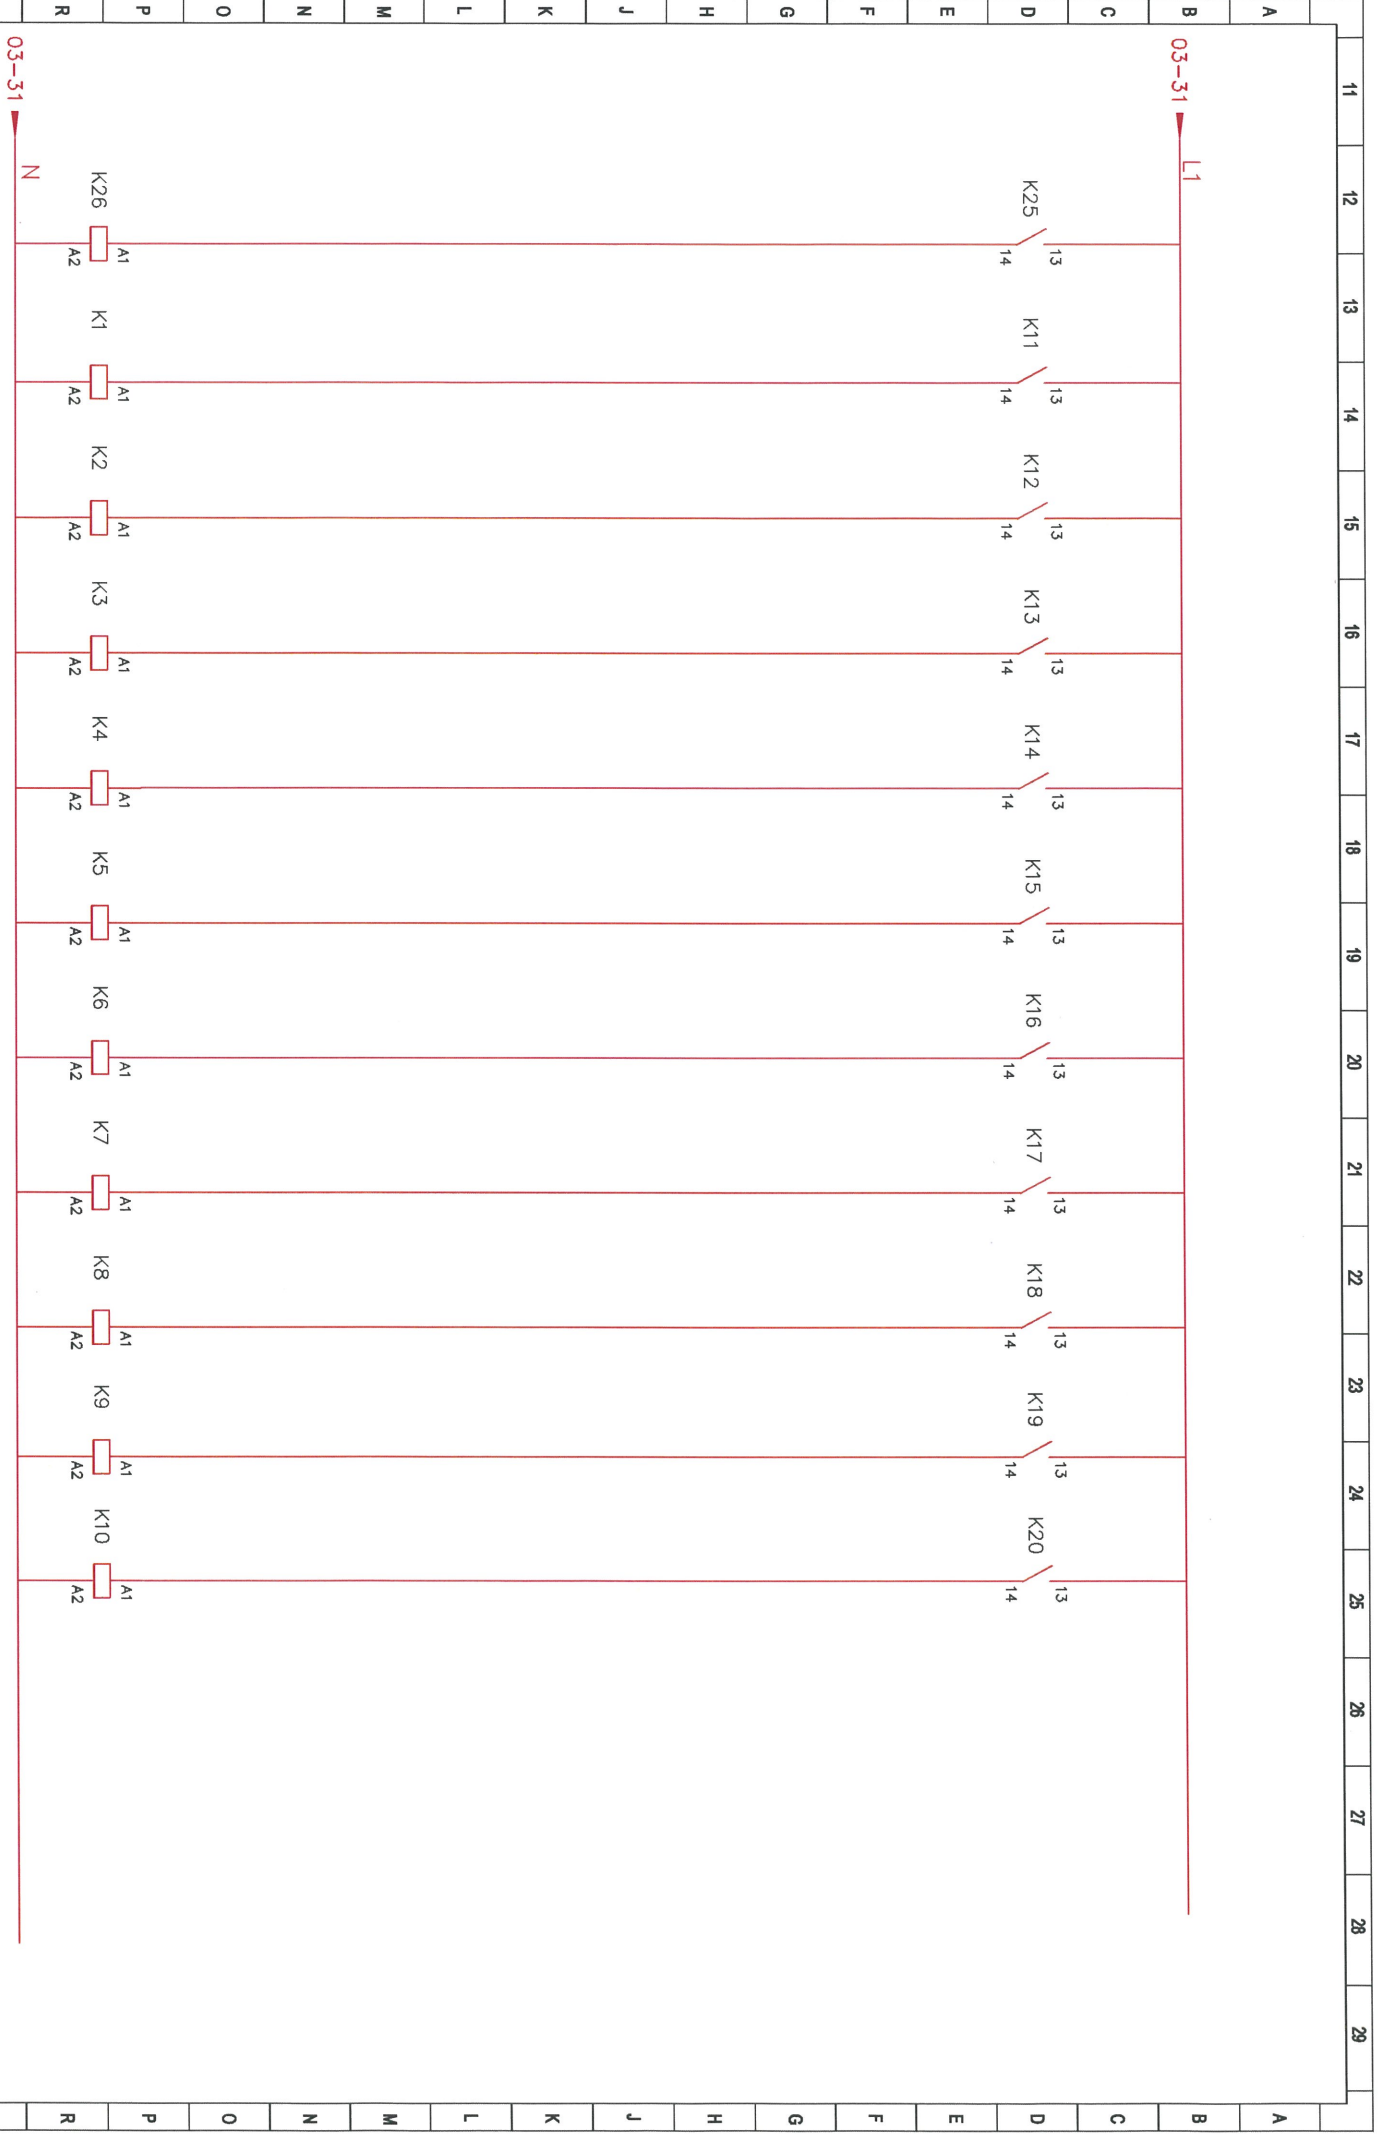 11 12 13 14 15 16 17 18 19 20 21 22 23 24 25 26 27 28 29
A A
B B
L1
03-31
C C
13 13 13 13 13 13 13 13 13 13 13
D K25 K11 K12 K13 K14 K15 K16 K17 K18 K19 K20 D
14 14 14 14 14 14 14 14 14 14 14
E E
F F
G G
H H
J J
K K
L L
M M
N N
O O
P P
A1 A1 A1 A1 A1 A1 A1 A1 A1 A1 A1
K26 K1 K2 K3 K4 K5 K6 K7 K8 K9 K10
A2 A2 A2 A2 A2 A2 A2 A2 A2 A2 A2
R R
N
03-31